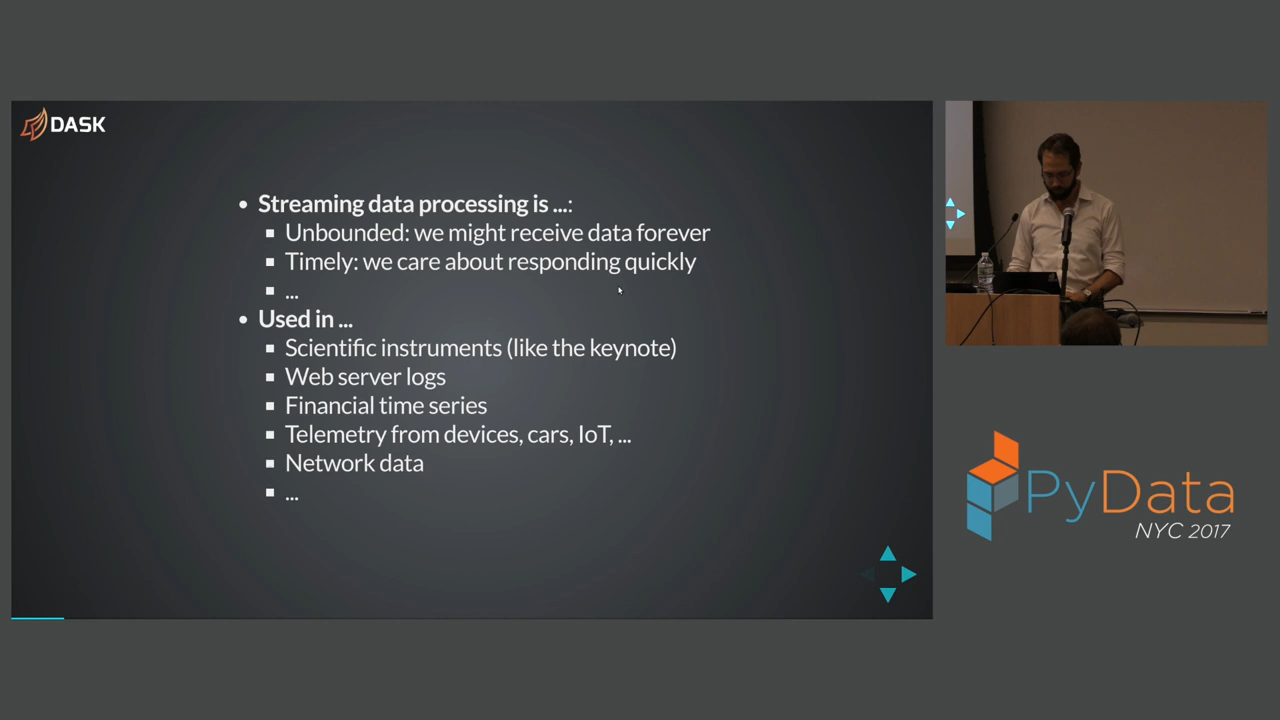 DASK
Streaming data processing is ...:
Unbounded: we might receive data forever
Timely: we care about responding quickly
...
Used in ...
Scientific instruments (like the keynote)
Web server logs
Financial time series
Telemetry from devices, cars, IoT, ...
Network data
...
PyData
NYC 2017